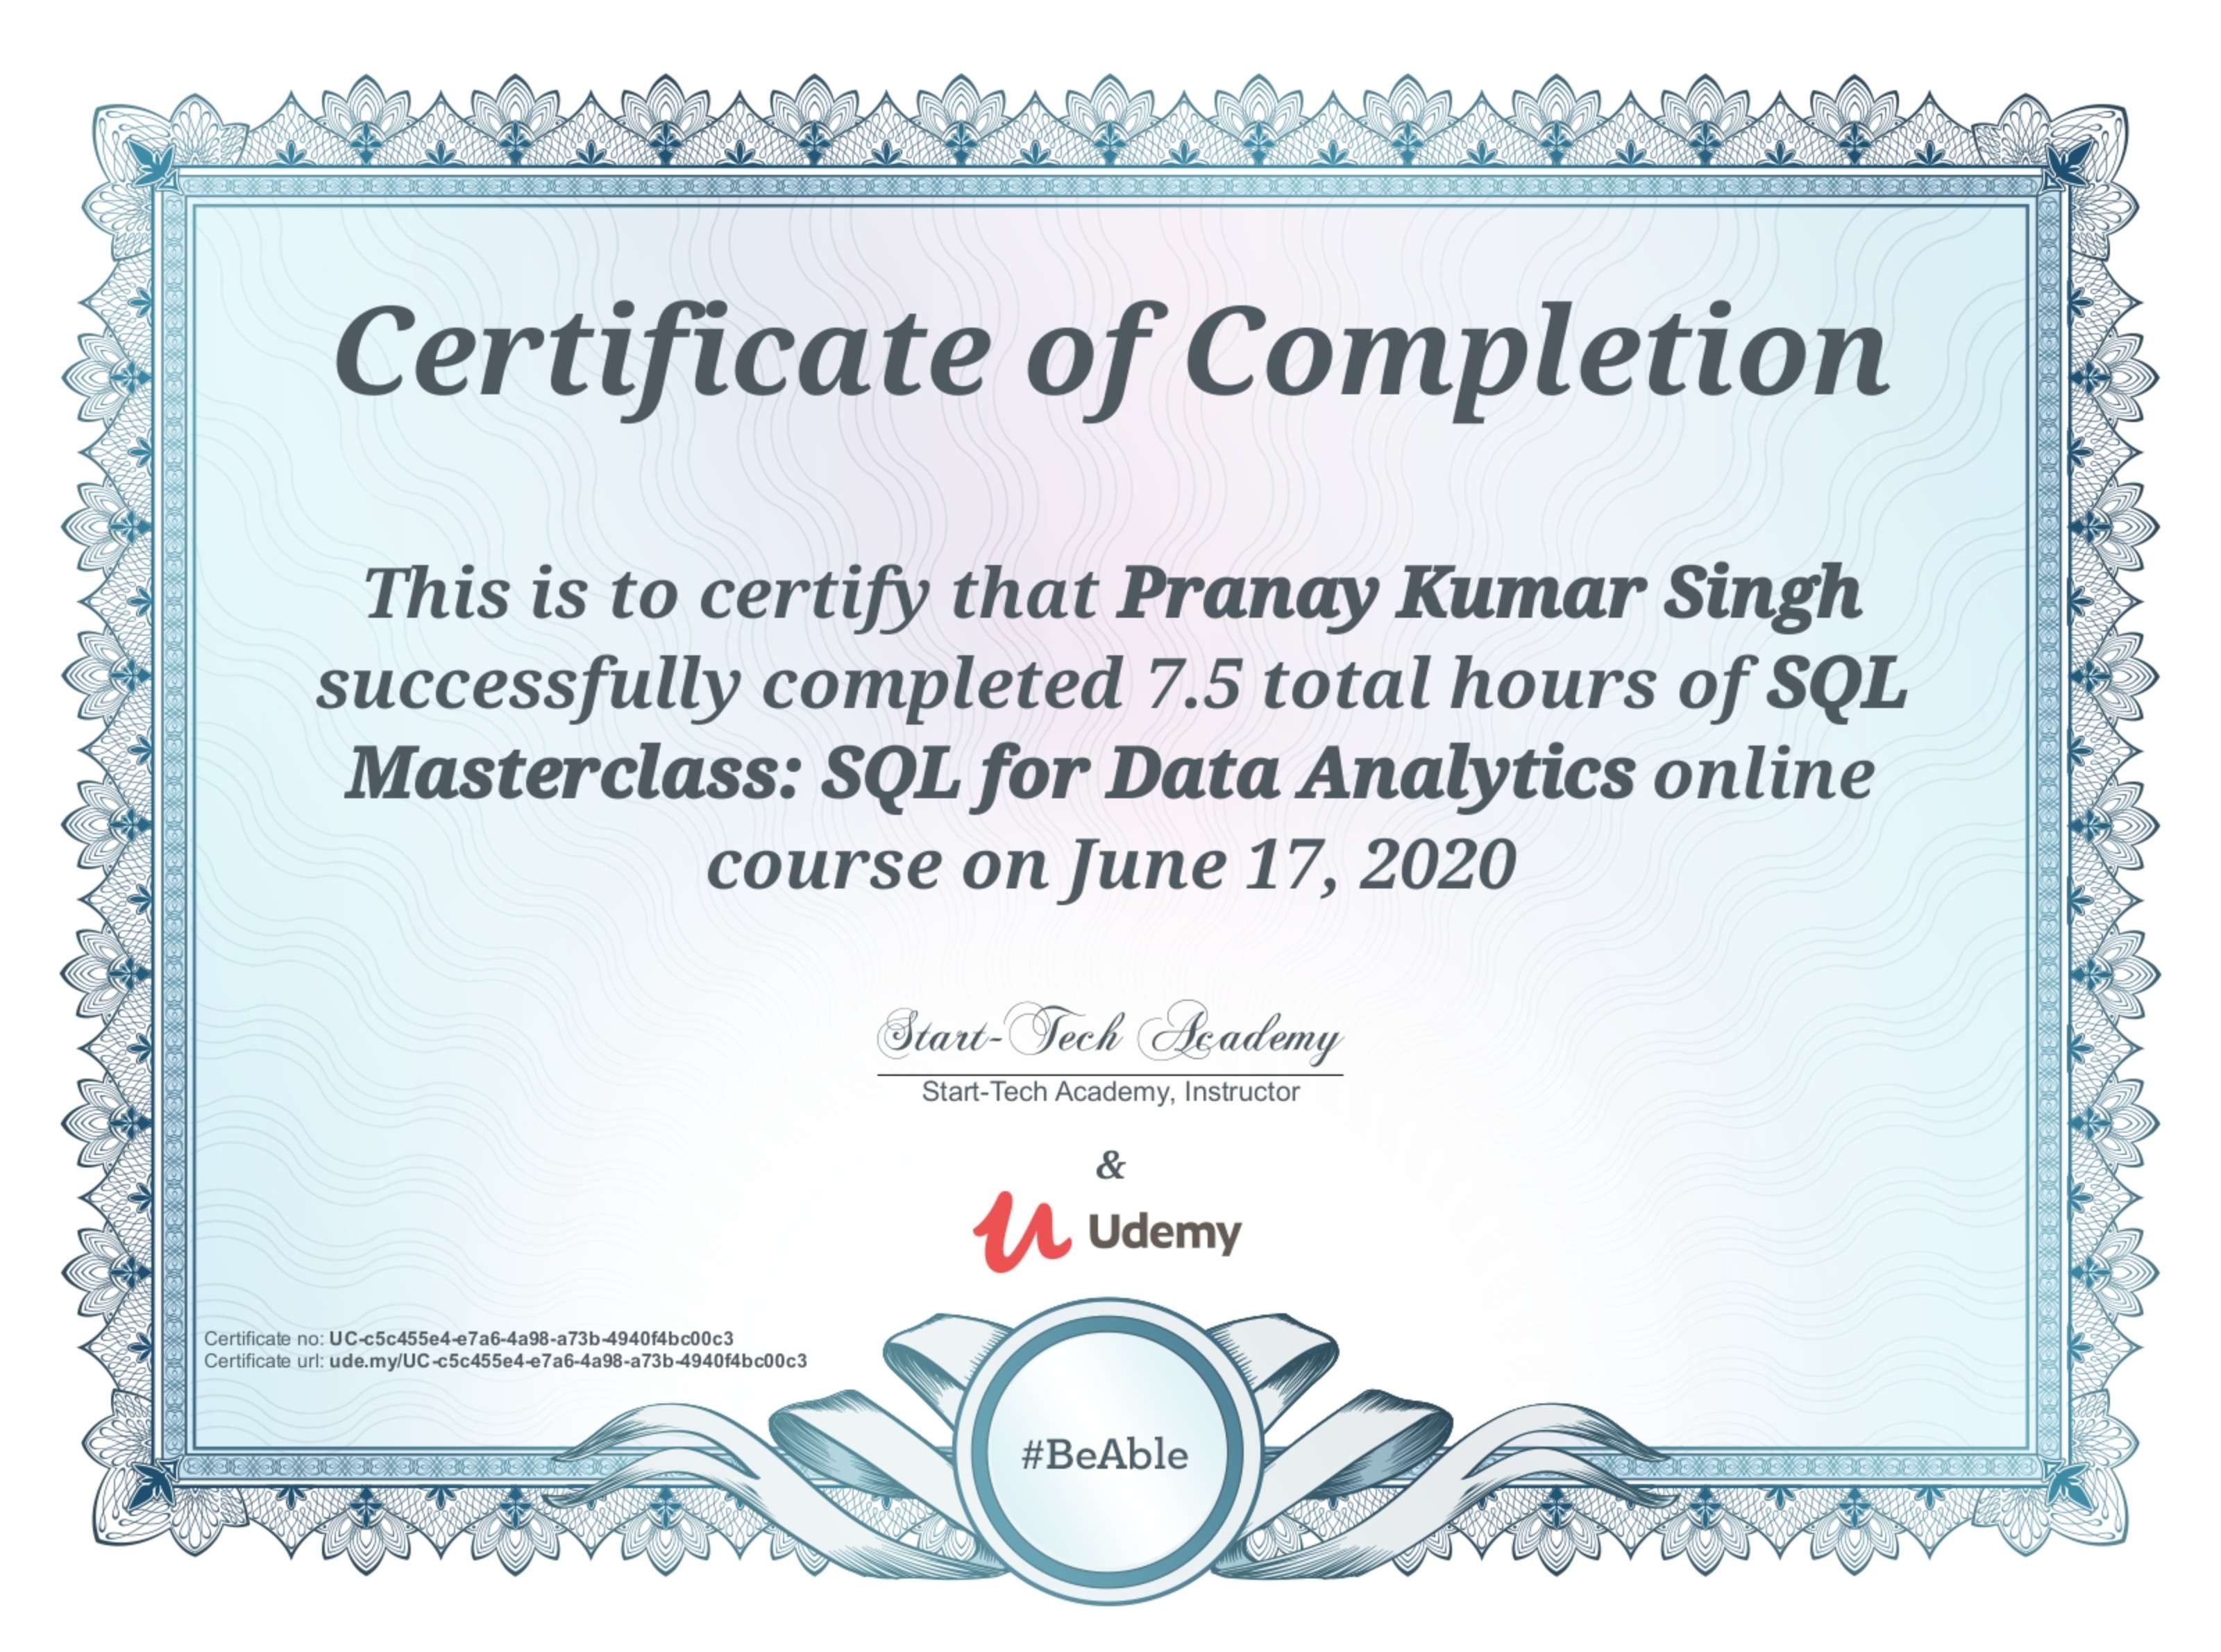 Certificate of Completion
This is to certify that Pranay Kumar Singh
successfully completed 7.5 total hours of SQL
Masterclass: SQL for Data Analytics online
course on June 17, 2020
Start-Tech Academy
Start-Tech Academy, Instructor
&
Udemy
Certificate no: UC-c5c455e4-e7a6-4a98-a73b-4940f4bc00c3
Certificate url: ude.my/UC-c5c455e4-e7a6-4a98-a73b-4940f4bc00c3
#BeAble